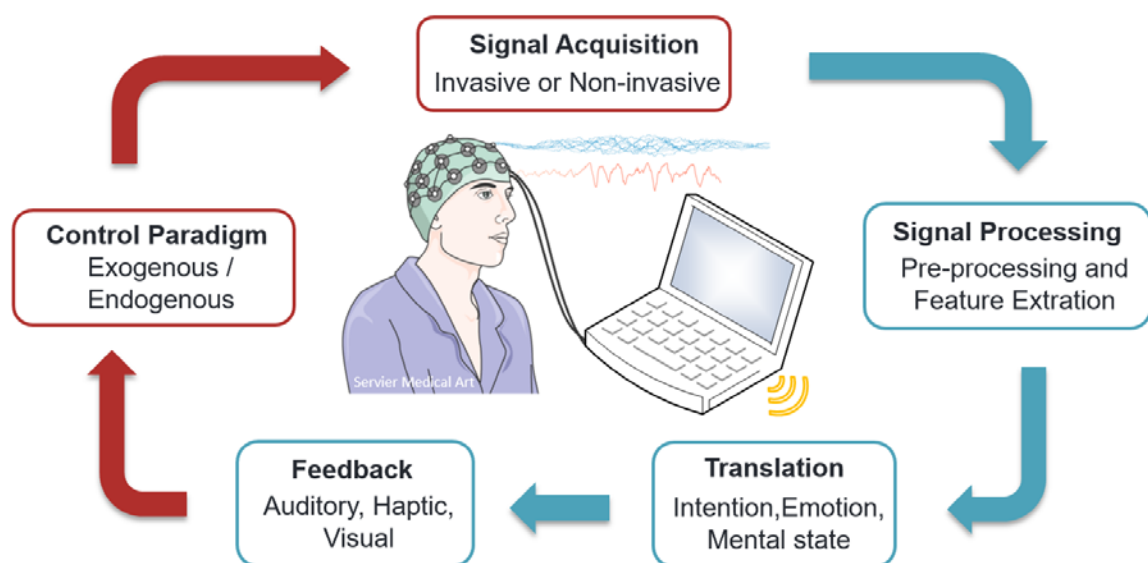 Signal Acquisition
Invasive or Non-invasive
Control Paradigm
Exogenous /
Endogenous
Signal Processing
Pre-processing and
Feature Extration
Servier Medical Art
Feedback
Auditory, Haptic,
Visual
Translation
Intention,Emotion,
Mental state